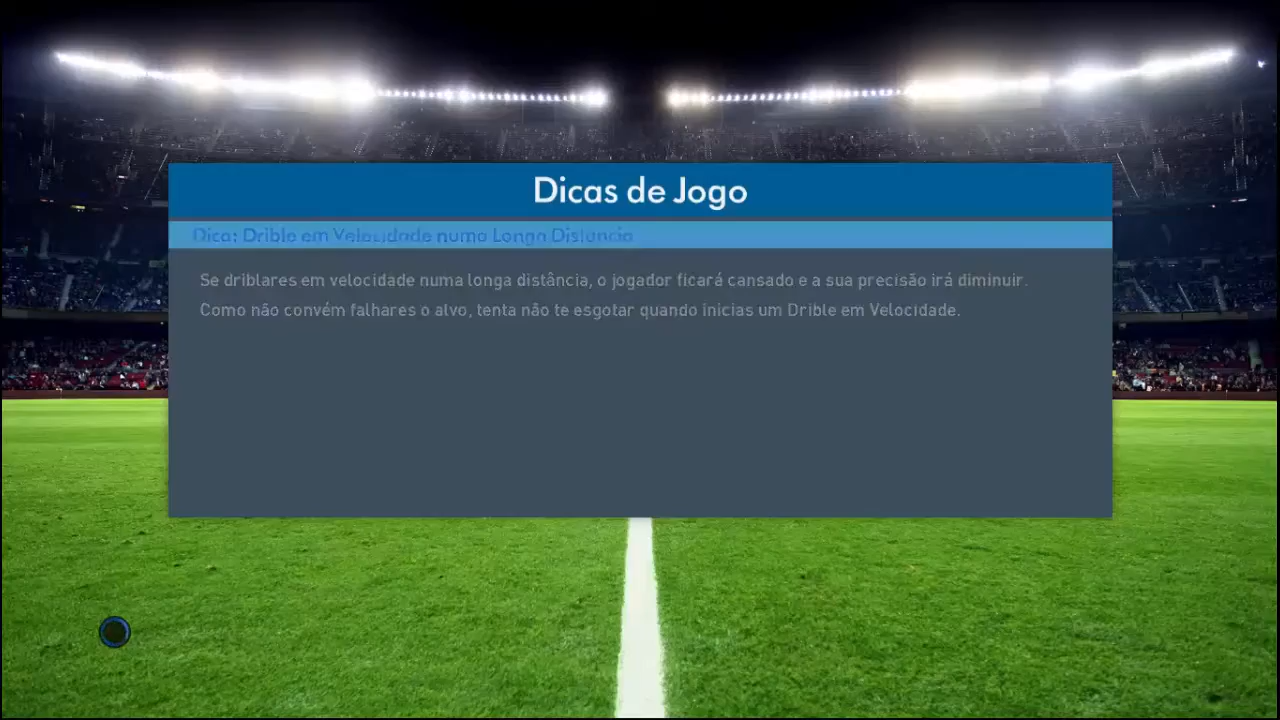 Dicas de Jogo
Dica: Drible em Velocidade numa Longa Distância
Se driblares em velocidade numa longa distância, o jogador ficará cansado e a sua precisão irá diminuir.
Como não convém falhares o alvo, tenta não te esgotar quando inicias um Drible em Velocidade.